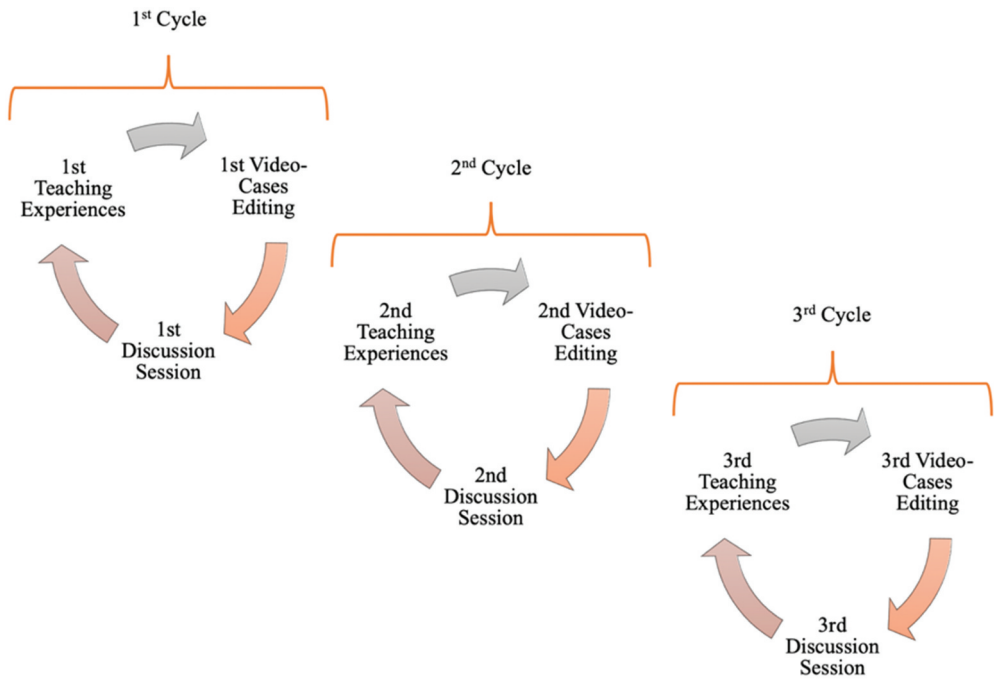 1st Cycle
1st
Teaching
Experiences
1st Video-
Cases
Editing
1st
Discussion
Session
2nd Cycle
2nd
Teaching
Experiences
2nd Video-
Cases
Editing
2nd
Discussion
Session
3rd Cycle
3rd
Teaching
Experiences
3rd Video-
Cases
Editing
3rd
Discussion
Session